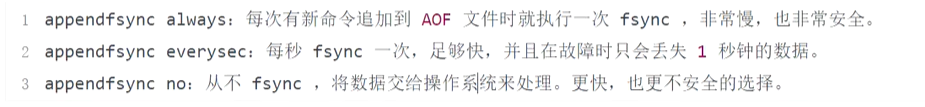 1 appendfsync always：每次有新命令追加到 AOF 文件时就执行一次 fsync ，非常慢，也非常安全。
2 appendfsync everysec：每秒 fsync 一次，足够快，并且在故障时只会丢失 1 秒钟的数据。
3 appendfsync no：从不 fsync ，将数据交给操作系统来处理。更快，也更不安全的选择。